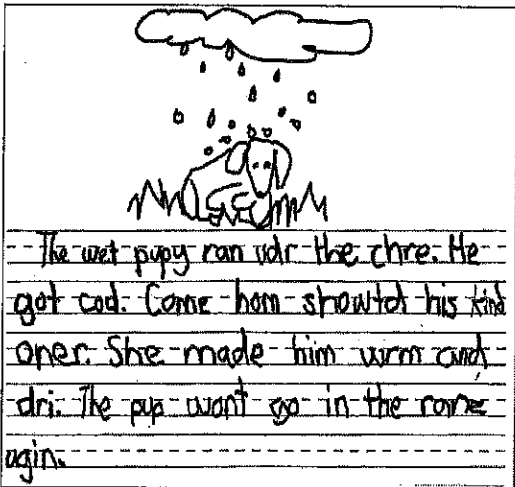 The wet pupy ran udr the chre. He
got cod. Come hom showtd his kind
oner. She made him wrm and
dri. The pup wont go in the rane
agin.